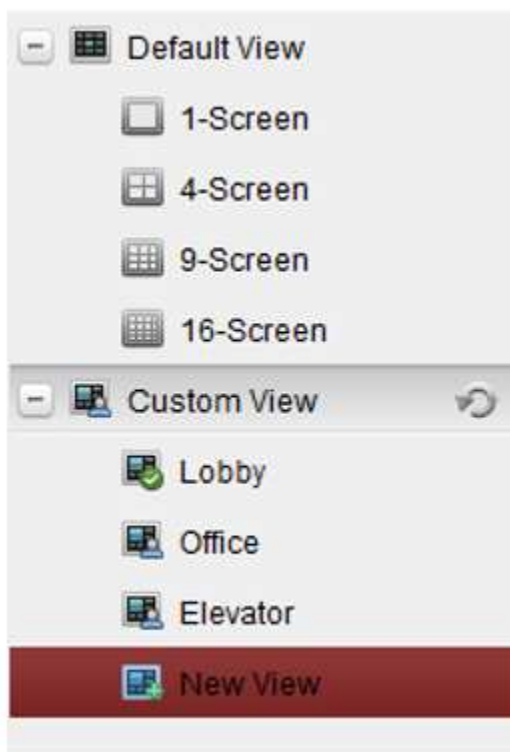 Default View
1-Screen
4-Screen
9-Screen
16-Screen
Custom View
Lobby
Office
Elevator
New View